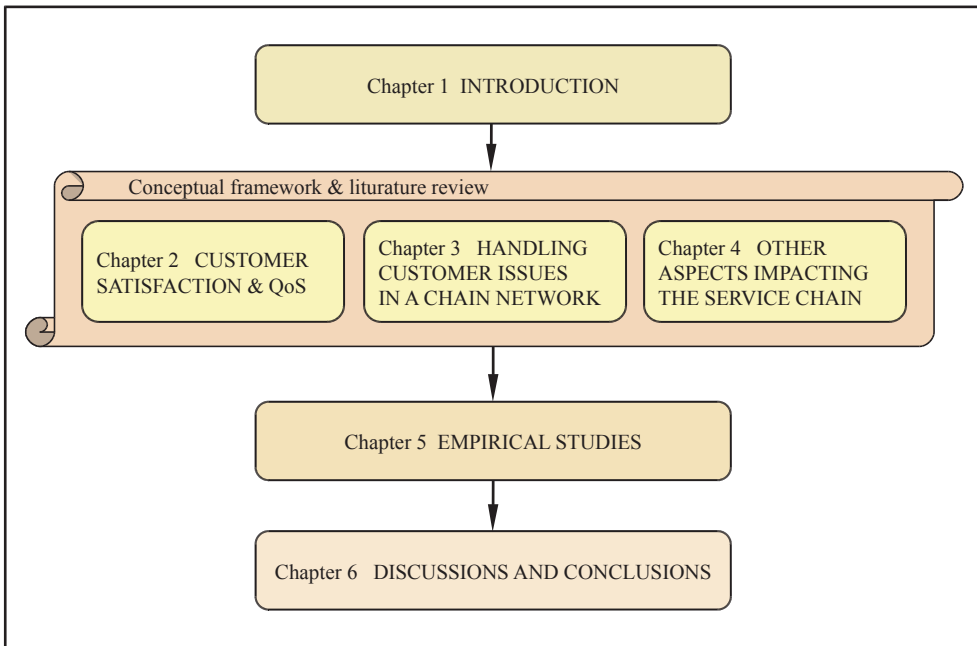 Chapter 1 INTRODUCTION
Conceptual framework & liturature review
Chapter 2 CUSTOMER
SATISFACTION & QoS
Chapter 3 HANDLING
CUSTOMER ISSUES
IN A CHAIN NETWORK
Chapter 4 OTHER
ASPECTS IMPACTING
THE SERVICE CHAIN
Chapter 5 EMPIRICAL STUDIES
Chapter 6 DISCUSSIONS AND CONCLUSIONS